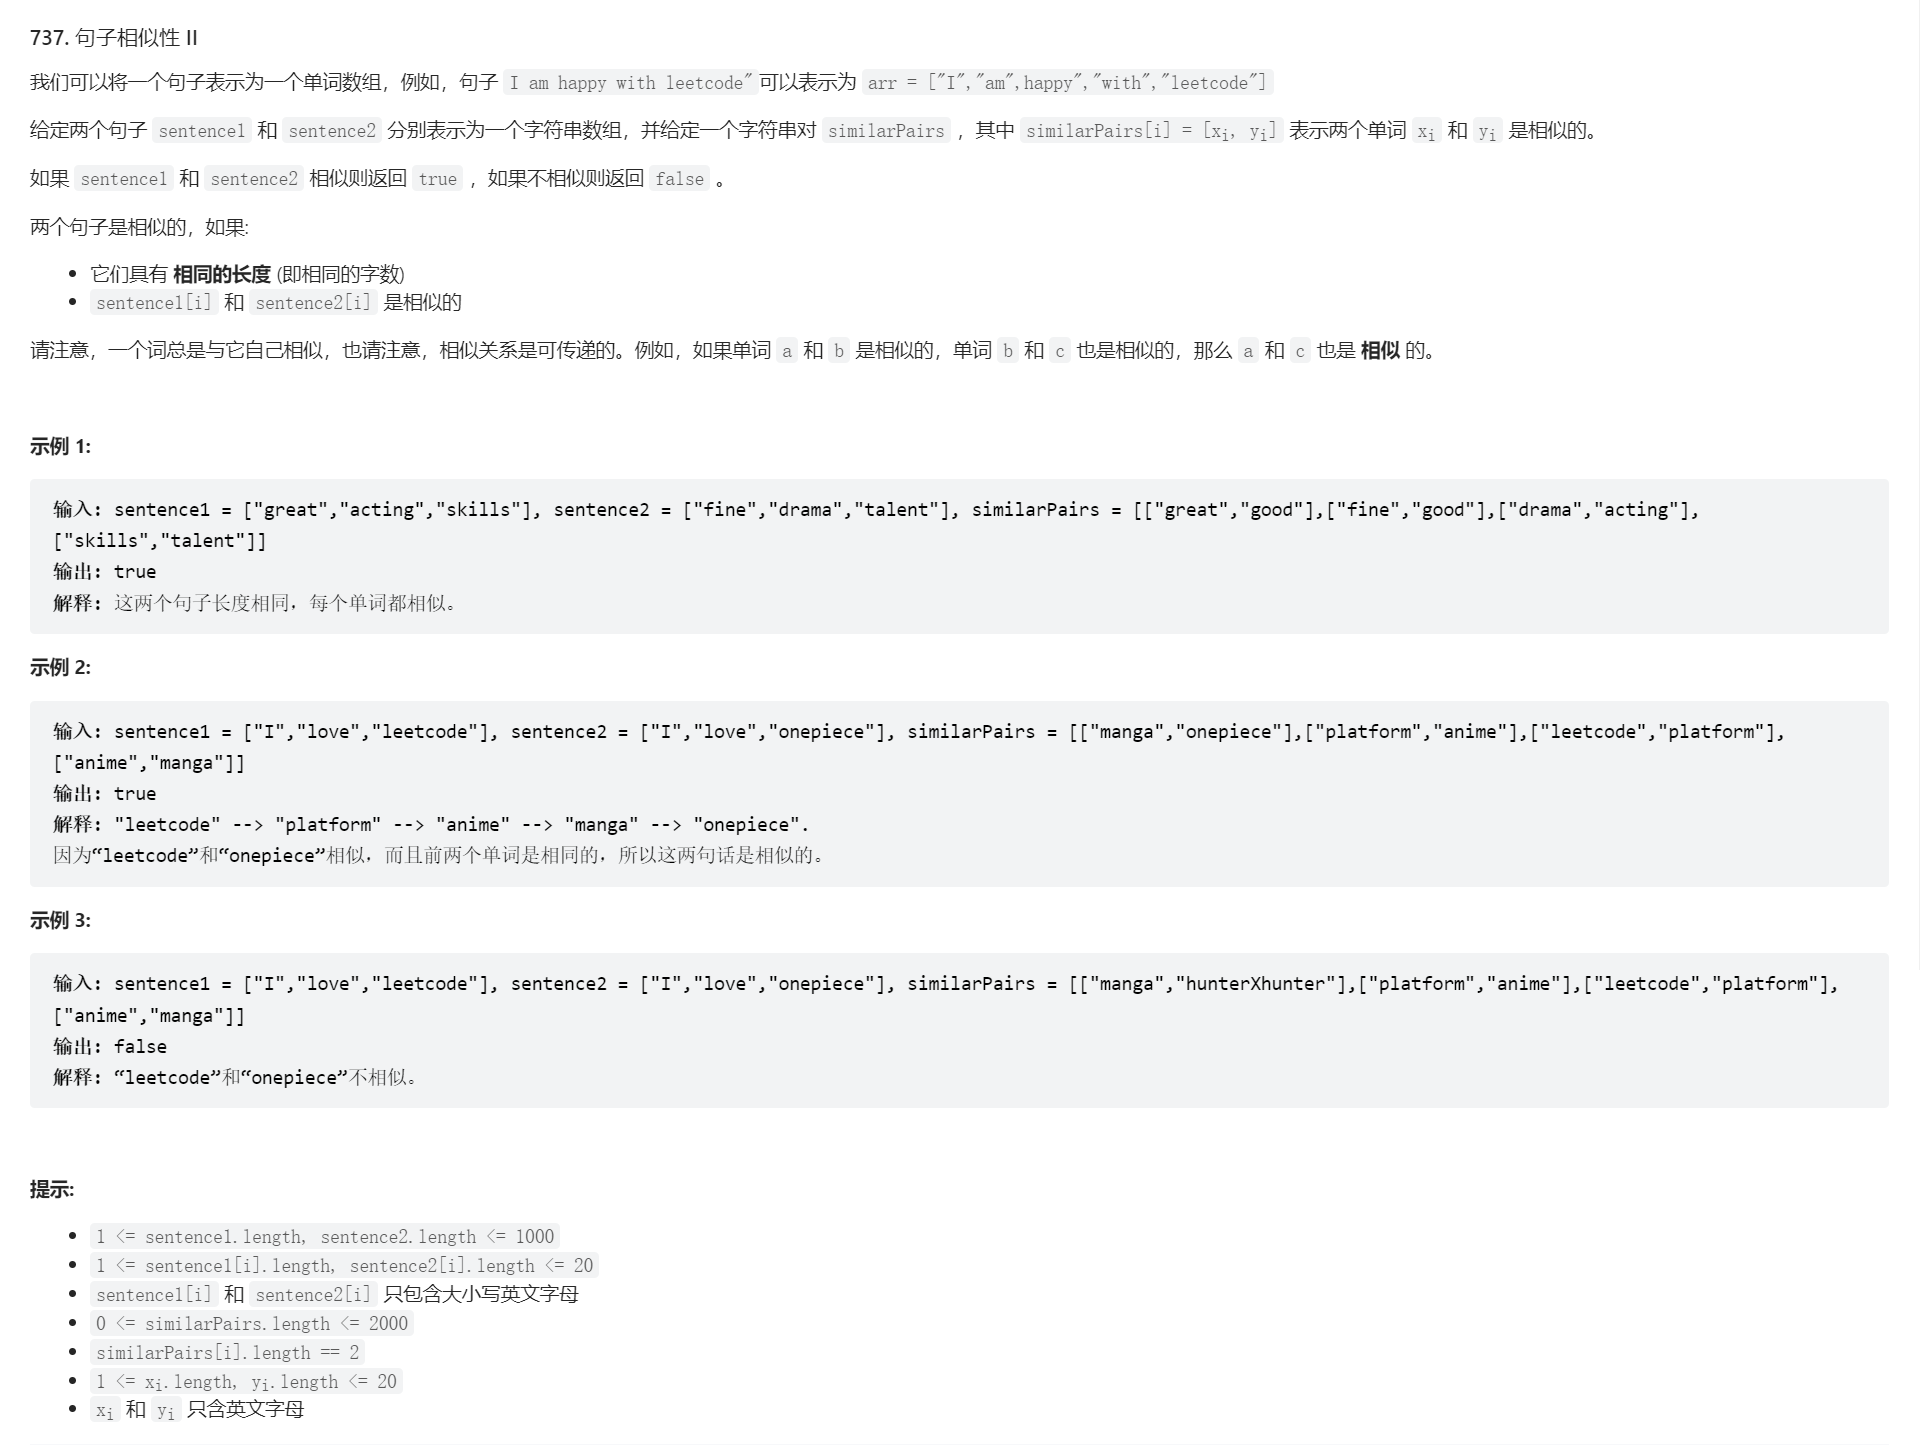 737. 句子相似性 II
我们可以将一个句子表示为一个单词数组，例如，句子 I am happy with leetcode"可以表示为 arr = ["I","am",happy","with","leetcode"]
给定两个句子 sentence1 和 sentence2 分别表示为一个字符串数组，并给定一个字符串对 similarPairs ，其中 similarPairs[i] = [xi, yi] 表示两个单词 xi 和 yi 是相似的。
如果 sentence1 和 sentence2 相似则返回 true ，如果不相似则返回 false 。
两个句子是相似的，如果:
• 它们具有 相同的长度 (即相同的字数)
• sentence1[i] 和 sentence2[i] 是相似的
请注意，一个词总是与它自己相似，也请注意，相似关系是可传递的。例如，如果单词 a 和 b 是相似的，单词 b 和 c 也是相似的，那么 a 和 c 也是 相似 的。
示例 1:
输入: sentence1 = ["great","acting","skills"], sentence2 = ["fine","drama","talent"], similarPairs = [["great","good"],["fine","good"],["drama","acting"],
["skills","talent"]]
输出: true
解释: 这两个句子长度相同，每个单词都相似。
示例 2:
输入: sentence1 = ["I","love","leetcode"], sentence2 = ["I","love","onepiece"], similarPairs = [["manga","onepiece"],["platform","anime"],["leetcode","platform"],
["anime","manga"]]
输出: true
解释: "leetcode" --> "platform" --> "anime" --> "manga" --> "onepiece".
因为“leetcode”和“onepiece”相似，而且前两个单词是相同的，所以这两句话是相似的。
示例 3:
输入: sentence1 = ["I","love","leetcode"], sentence2 = ["I","love","onepiece"], similarPairs = [["manga","hunterXhunter"],["platform","anime"],["leetcode","platform"],
["anime","manga"]]
输出: false
解释: “leetcode”和“onepiece”不相似。
提示:
• 1 <= sentence1.length, sentence2.length <= 1000
• 1 <= sentence1[i].length, sentence2[i].length <= 20
• sentence1[i] 和 sentence2[i] 只包含大小写英文字母
• 0 <= similarPairs.length <= 2000
• similarPairs[i].length == 2
• 1 <= xi.length, yi.length <= 20
• xi 和 yi 只含英文字母